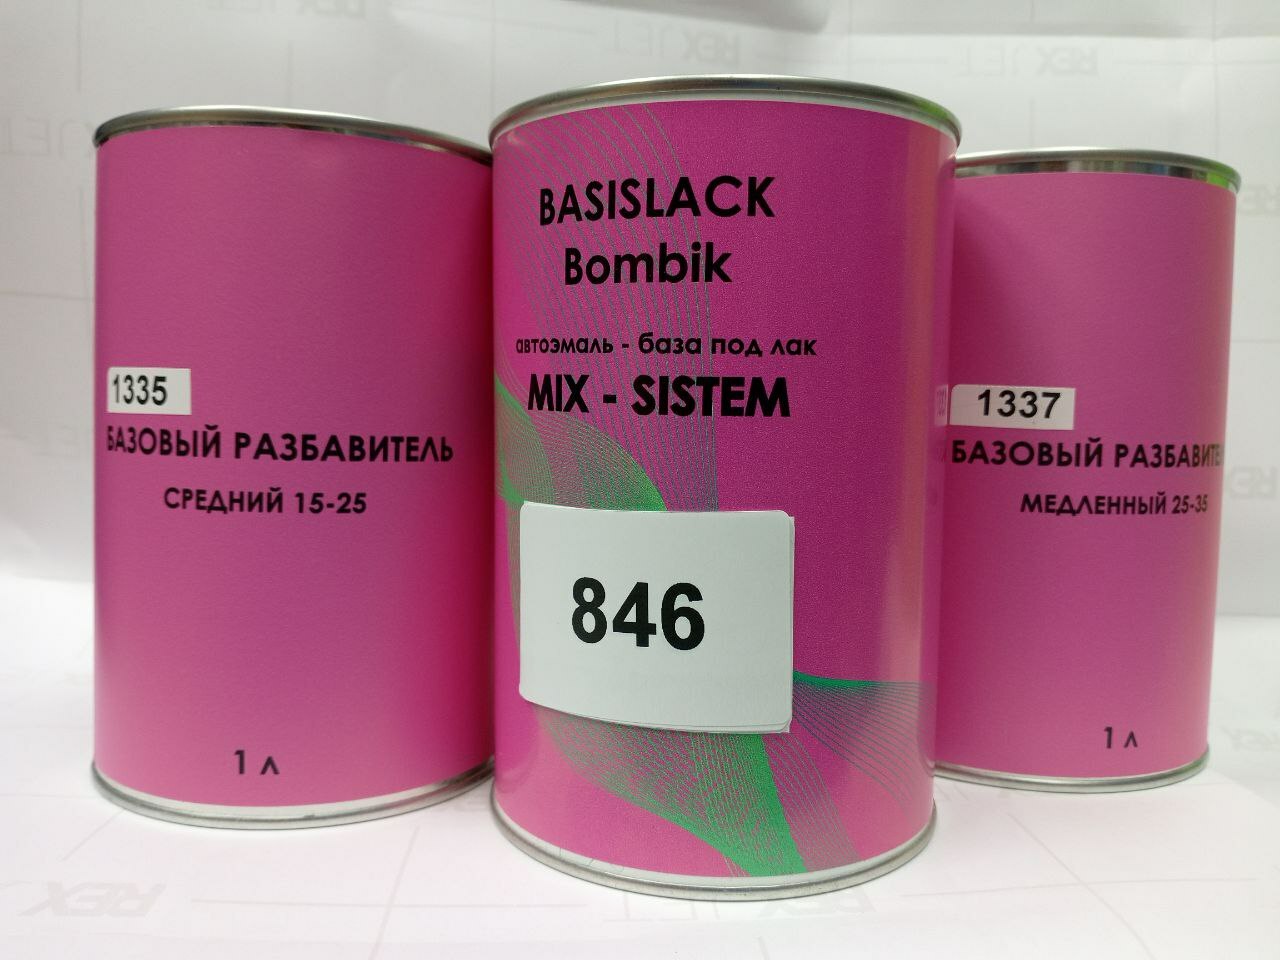 1335
БАЗОВЫЙ РАЗБАВИТЕЛЬ
СРЕДНИЙ 15-25
1 л
BASISLACK
Bombik
автоэмаль - база под лак
MIX - SISTEM
846
1337
БАЗОВЫЙ
МЕДЛЕННЫЙ 25-35
1 л
REX